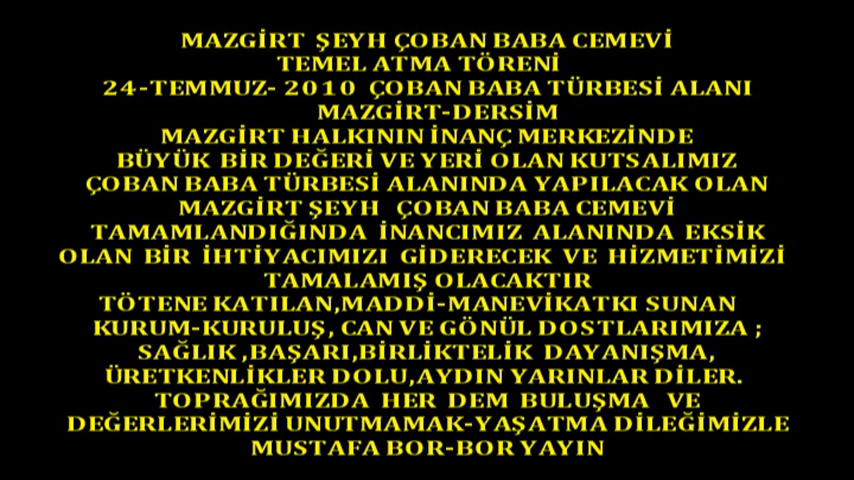 MAZGİRT ŞEYH ÇOBAN BABA CEMEVİ
TEMEL ATMA TÖRENİ
24-TEMMUZ- 2010 ÇOBAN BABA TÜRBESİ ALANI
MAZGİRT-DERSİM
MAZGİRT HALKININ İNANÇ MERKEZİNDE
BÜYÜK BİR DEĞERİ VE YERİ OLAN KUTSALIMIZ
ÇOBAN BABA TÜRBESİ ALANINDA YAPILACAK OLAN
MAZGİRT ŞEYH ÇOBAN BABA CEMEVİ
TAMAMLANDIĞINDA İNANCIMIZ ALANINDA EKSİK
OLAN BİR İHTİYACIMIZI GİDERECEK VE HİZMETİMİZİ
TAMALAMIŞ OLACAKTIR
TÖTENE KATILAN,MADDİ-MANEVİKATKI SUNAN
KURUM-KURULUŞ, CAN VE GÖNÜL DOSTLARIMIZA ;
SAĞLIK ,BAŞARI,BİRLİKTELİK DAYANIŞMA,
ÜRETKENLİKLER DOLU,AYDIN YARINLAR DİLER.
TOPRAĞIMIZDA HER DEM BULUŞMA VE
DEĞERLERİMİZİ UNUTMAMAK-YAŞATMA DİLEĞİMİZLE
MUSTAFA BOR-BOR YAYIN